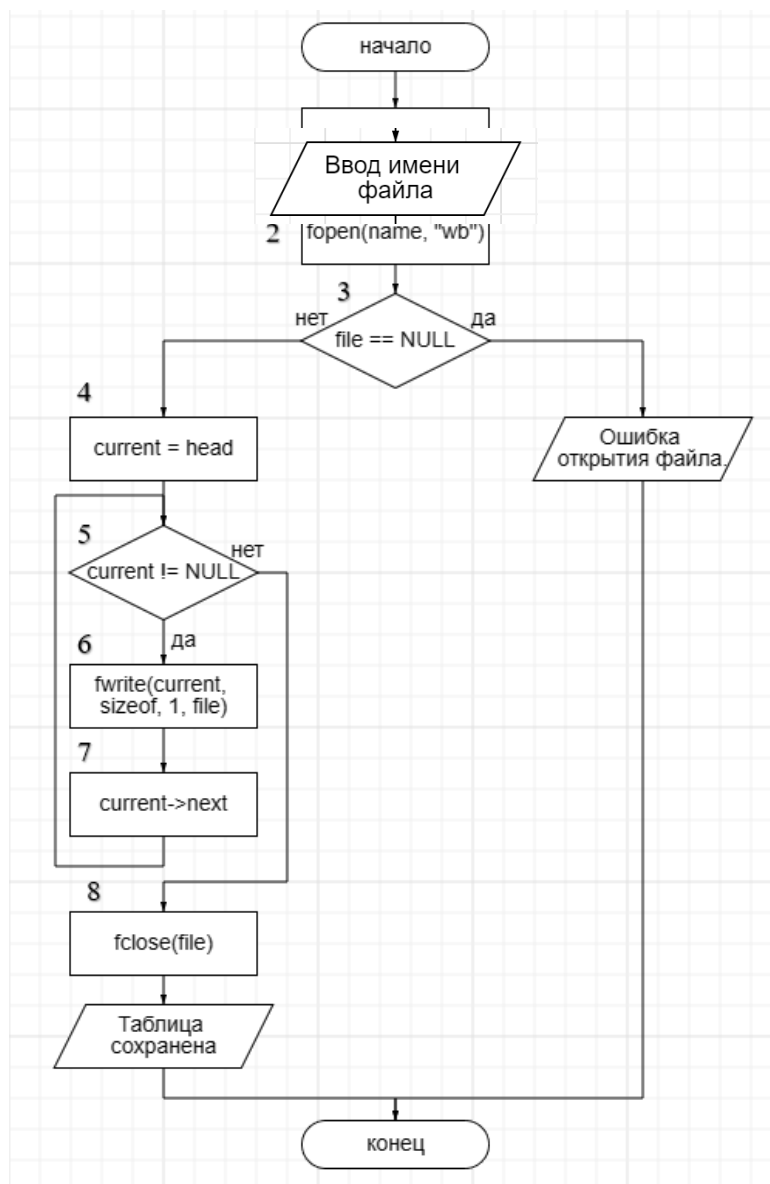 начало
Ввод имени
файла
2
fopen(name, "wb")
3
нет
да
file == NULL
4
current = head
Ошибка
открытия файла.
5
нет
current != NULL
да
6
fwrite(current,
sizeof, 1, file)
7
current->next
8
fclose(file)
Таблица
сохранена
конец